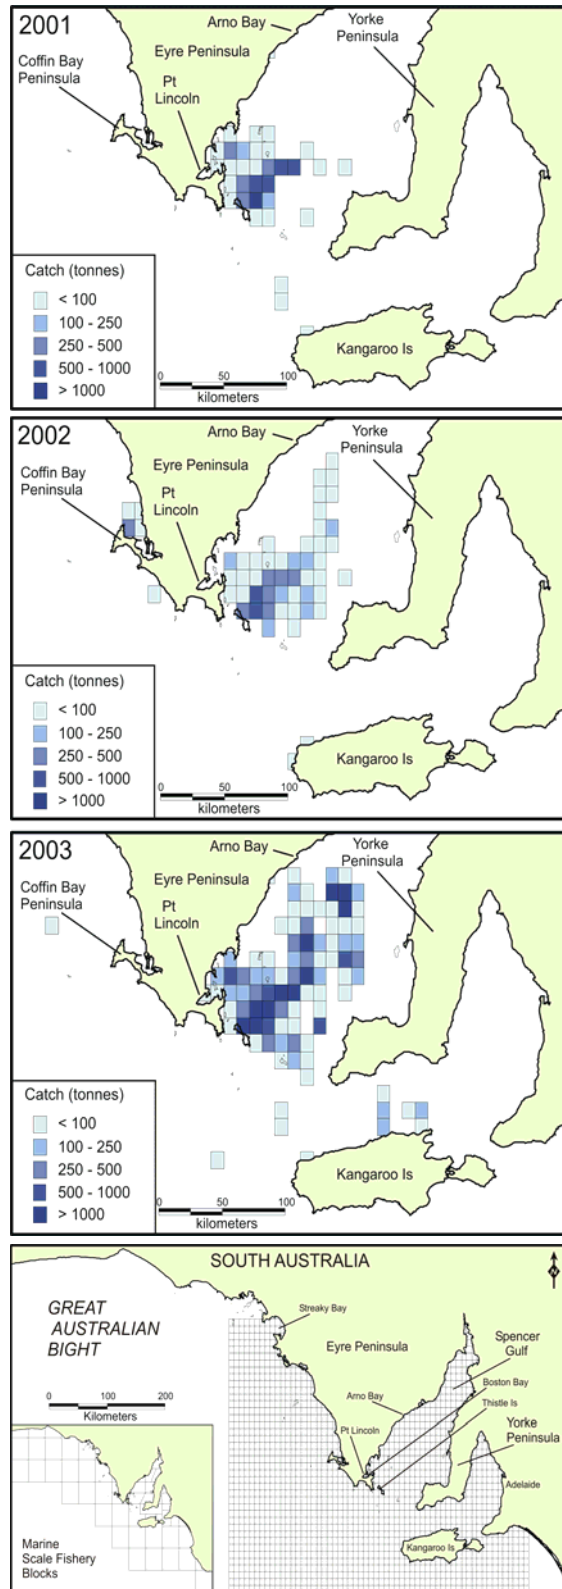 2001
Arno Bay
Yorke
Peninsula
Coffin Bay
Peninsula
Eyre Peninsula
Pt
Lincoln
Catch (tonnes)
< 100
100 - 250
250 - 500
500 - 1000
> 1000
Kangaroo Is
0 50 100
kilometers
2002
Arno Bay
Yorke
Peninsula
Coffin Bay
Peninsula
Eyre Peninsula
Pt
Lincoln
Catch (tonnes)
< 100
100 - 250
250 - 500
500 - 1000
> 1000
Kangaroo Is
0 50 100
kilometers
2003
Arno Bay
Yorke
Peninsula
Coffin Bay
Peninsula
Eyre Peninsula
Pt
Lincoln
Catch (tonnes)
< 100
100 - 250
250 - 500
500 - 1000
> 1000
Kangaroo Is
0 50 100
kilometers
SOUTH AUSTRALIA
N
GREAT
AUSTRALIAN
BIGHT
Streaky Bay
Eyre Peninsula
Spencer
Gulf
Boston Bay
Arno Bay
Thistle Is
0 100 200
Kilometers
Pt Lincoln
Yorke
Peninsula
Adelaide
Marine
Scale Fishery
Blocks
Kangaroo Is